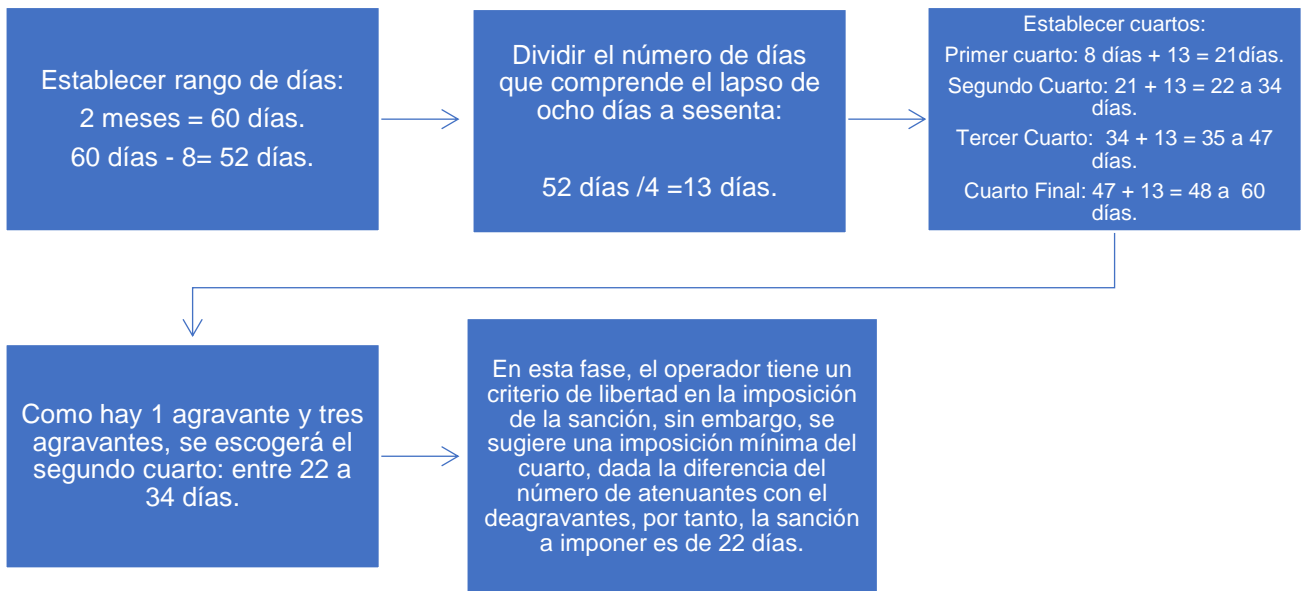 Establecer rango de días:
2 meses = 60 días.
60 días - 8= 52 días.
Dividir el número de días
que comprende el lapso de
ocho días a sesenta:
52 días /4 =13 días.
Establecer cuartos:
Primer cuarto: 8 días + 13 = 21días.
Segundo Cuarto: 21 + 13 = 22 a 34
días.
Tercer Cuarto:  34 + 13 = 35 a 47
días.
Cuarto Final: 47 + 13 = 48 a  60
días.
Como hay 1 agravante y tres
agravantes, se escogerá el
segundo cuarto: entre 22 a
34 días.
En esta fase, el operador tiene un
criterio de libertad en la imposición
de la sanción, sin embargo, se
sugiere una imposición mínima del
cuarto, dada la diferencia del
número de atenuantes con el
deagravantes, por tanto, la sanción
a imponer es de 22 días.